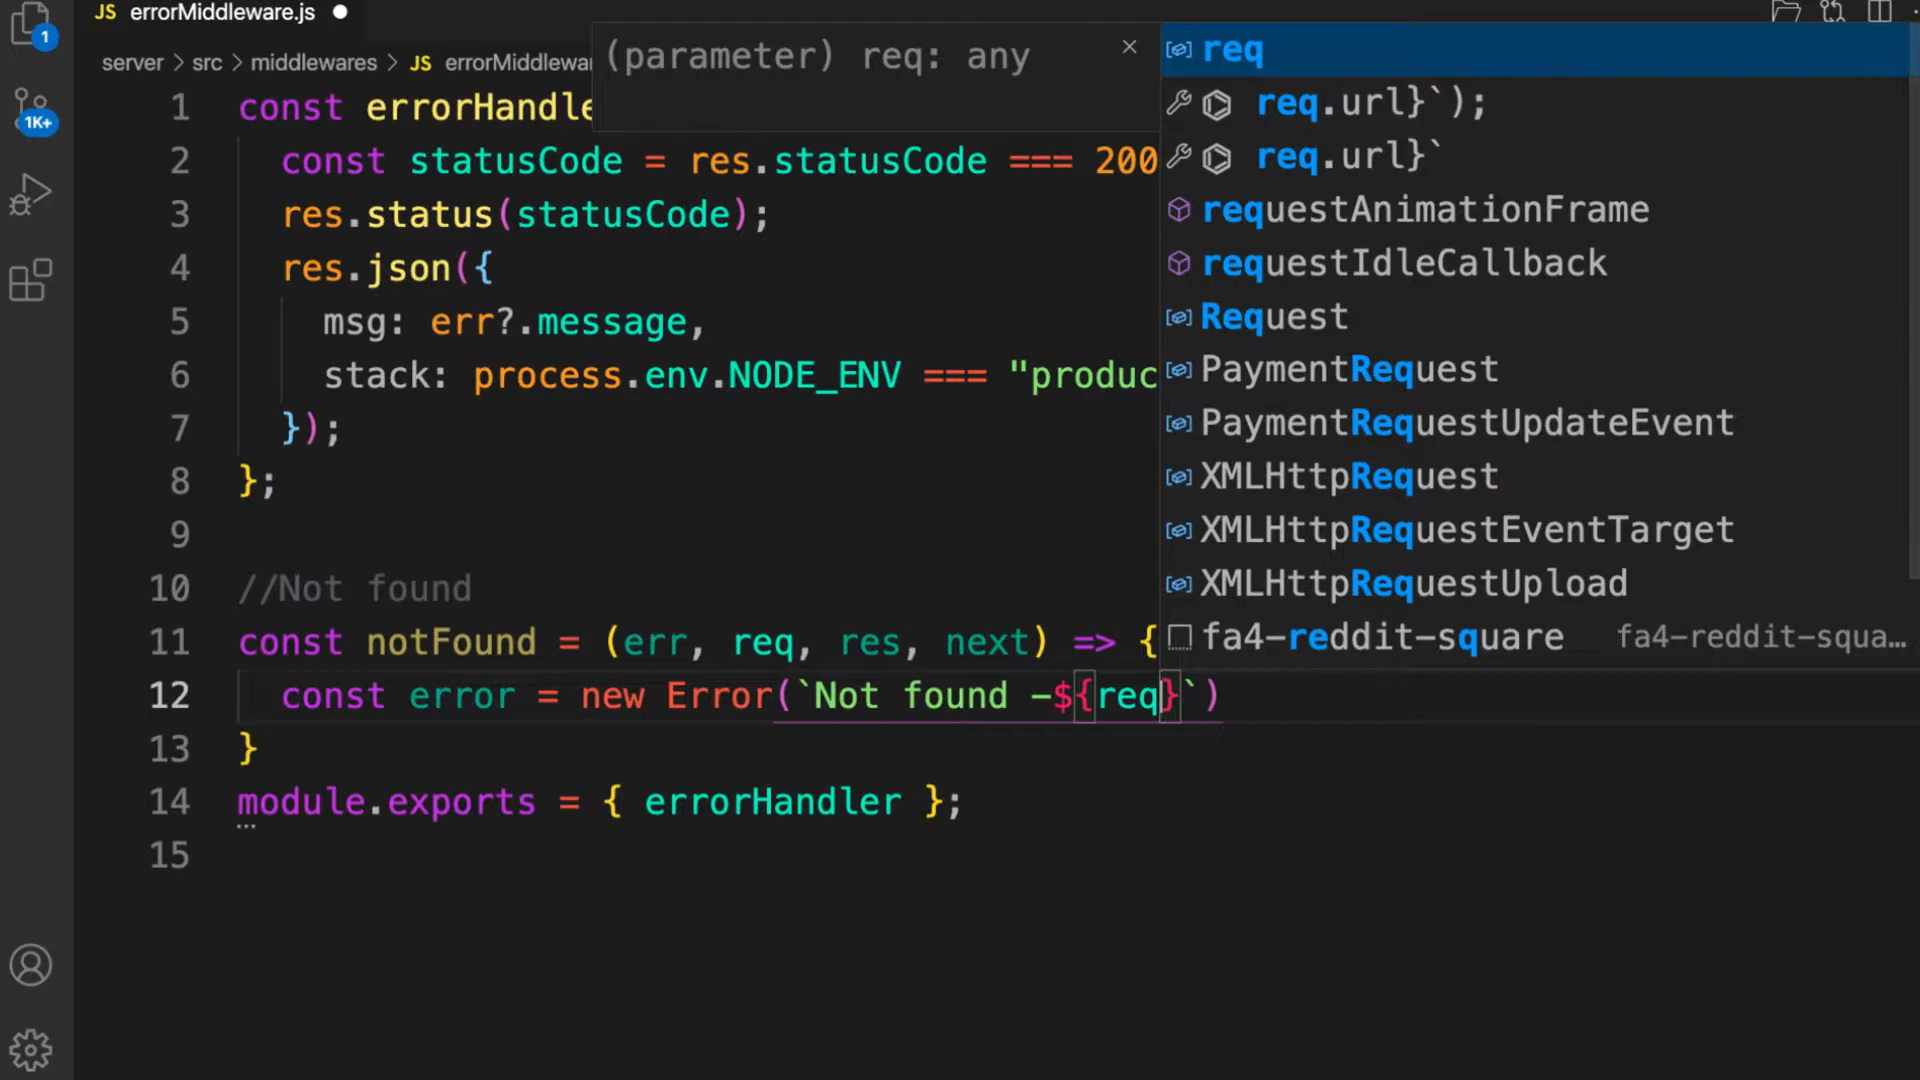 JS errorMiddleware.js
1
server > src > middlewares > JS errorMiddlewar
(parameter) req: any
1K+
1 const errorHandle
2 const statusCode = res.statusCode === 200
3 res.status(statusCode);
4 res.json({
5 msg: err?.message,
6 stack: process.env.NODE_ENV === "produc
7 });
8 };
9
10 //Not found
11 const notFound = (err, req, res, next) => {
12 const error = new Error(`Not found -${req}`)
13 }
14 module.exports = { errorHandler };
15
req
req.url}`);
req.url}`
requestAnimationFrame
requestIdleCallback
Request
PaymentRequest
PaymentRequestUpdateEvent
XMLHttpRequest
XMLHttpRequestEventTarget
XMLHttpRequestUpload
fa4-reddit-square fa4-reddit-squa…